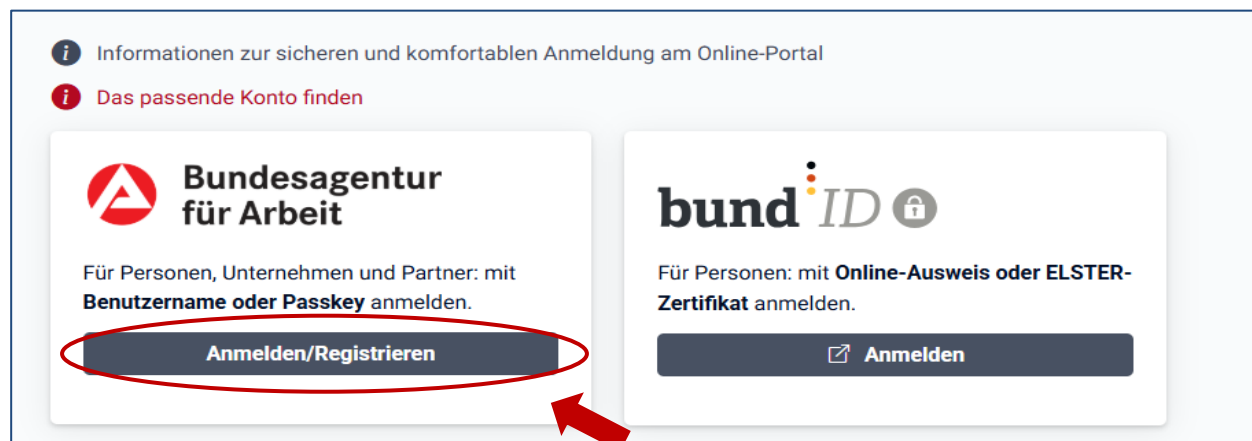 Informationen zur sicheren und komfortablen Anmeldung am Online-Portal
Das passende Konto finden
Bundesagentur
für Arbeit
Für Personen, Unternehmen und Partner: mit
Benutzername oder Passkey anmelden.
Anmelden/Registrieren
bund ID
Für Personen: mit Online-Ausweis oder ELSTER-
Zertifikat anmelden.
Anmelden